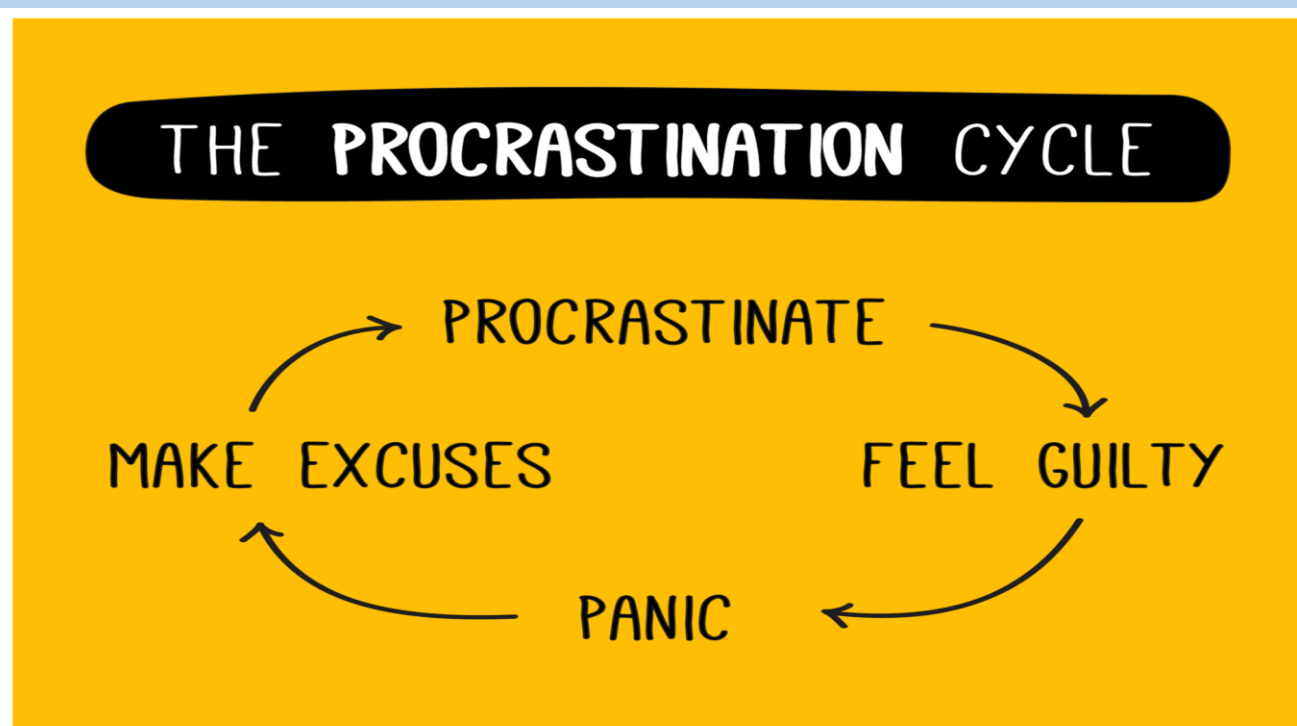 THE PROCRASTINATION CYCLE
PROCRASTINATE
FEEL GUILTY
PANIC
MAKE EXCUSES